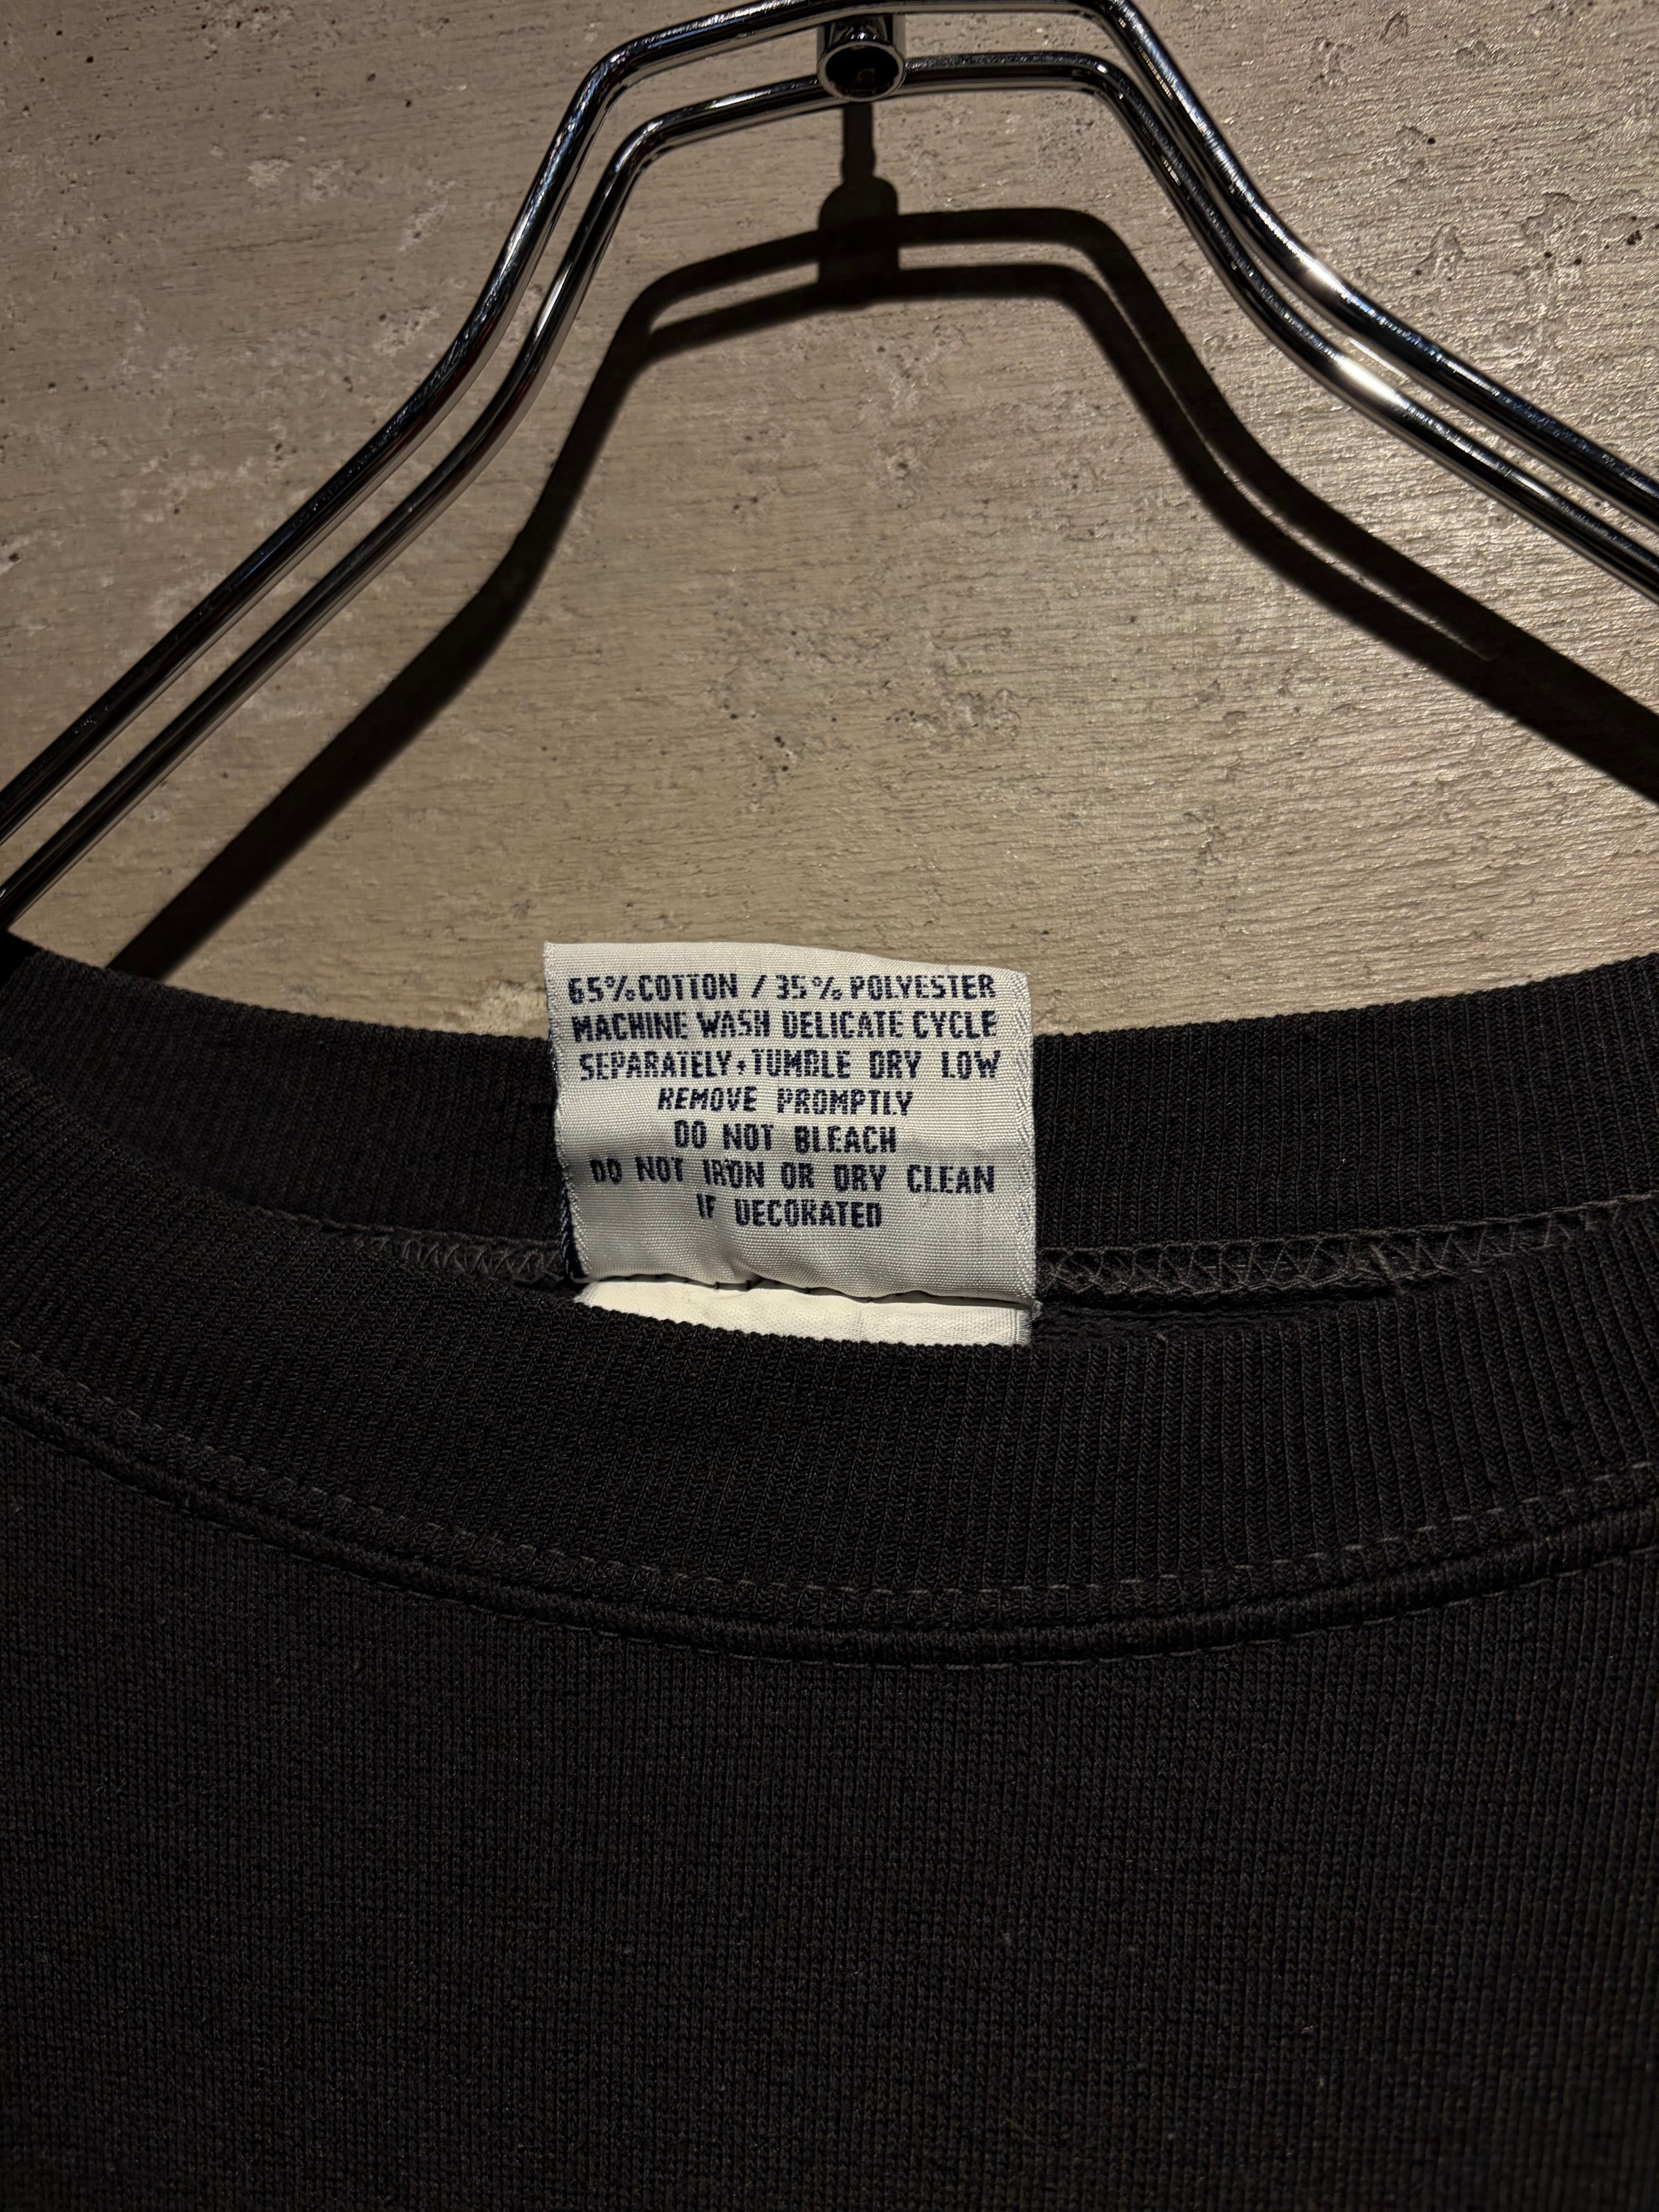 65% COTTON / 35% POLYESTER
MACHINE WASH DELICATE CYCLE
SEPARATELY • TUMBLE DRY LOW
REMOVE PROMPTLY
DO NOT BLEACH
DO NOT IRON OR DRY CLEAN
IF DECORATED